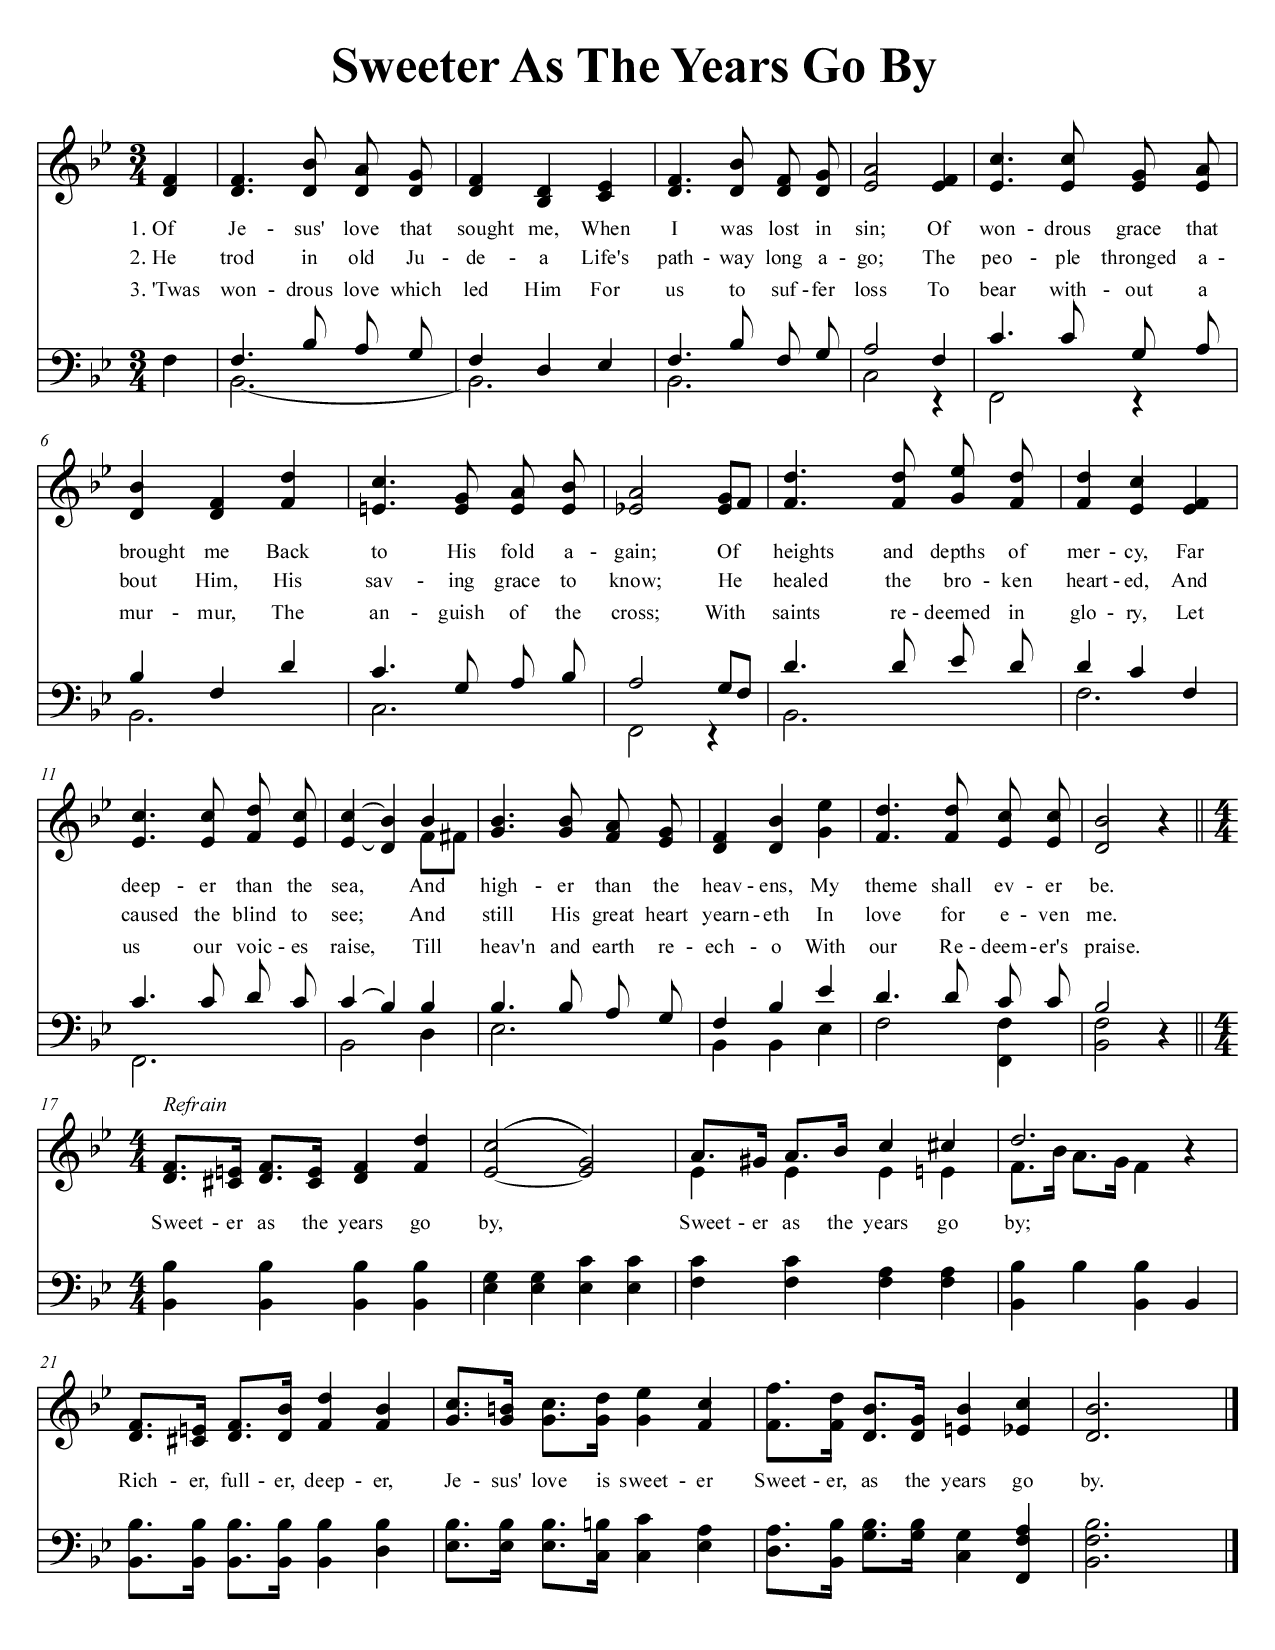 Sweeter As The Years Go By
1. Of Je - sus' love that sought me, When I was lost in sin; Of won - drous grace that
2. He trod in old Ju - de - a Life's path - way long a - go; The peo - ple thronged a -
3. 'Twas won - drous love which led Him For us to suf - fer loss To bear with - out a
6
brought me Back to His fold a - gain; Of heights and depths of mer - cy, Far
bout Him, His sav - ing grace to know; He healed the bro - ken heart - ed, And
mur - mur, The an - guish of the cross; With saints re - deemed in glo - ry, Let
11
deep - er than the sea, And high - er than the heav - ens, My theme shall ev - er be.
caused the blind to see; And still His great heart yearn - eth In love for e - ven me.
us our voic - es raise, Till heav'n and earth re - ech - o With our Re - deem - er's praise.
17 Refrain
Sweet - er as the years go by, Sweet - er as the years go by;
21
Rich - er, full - er, deep - er, Je - sus' love is sweet - er Sweet - er, as the years go by.